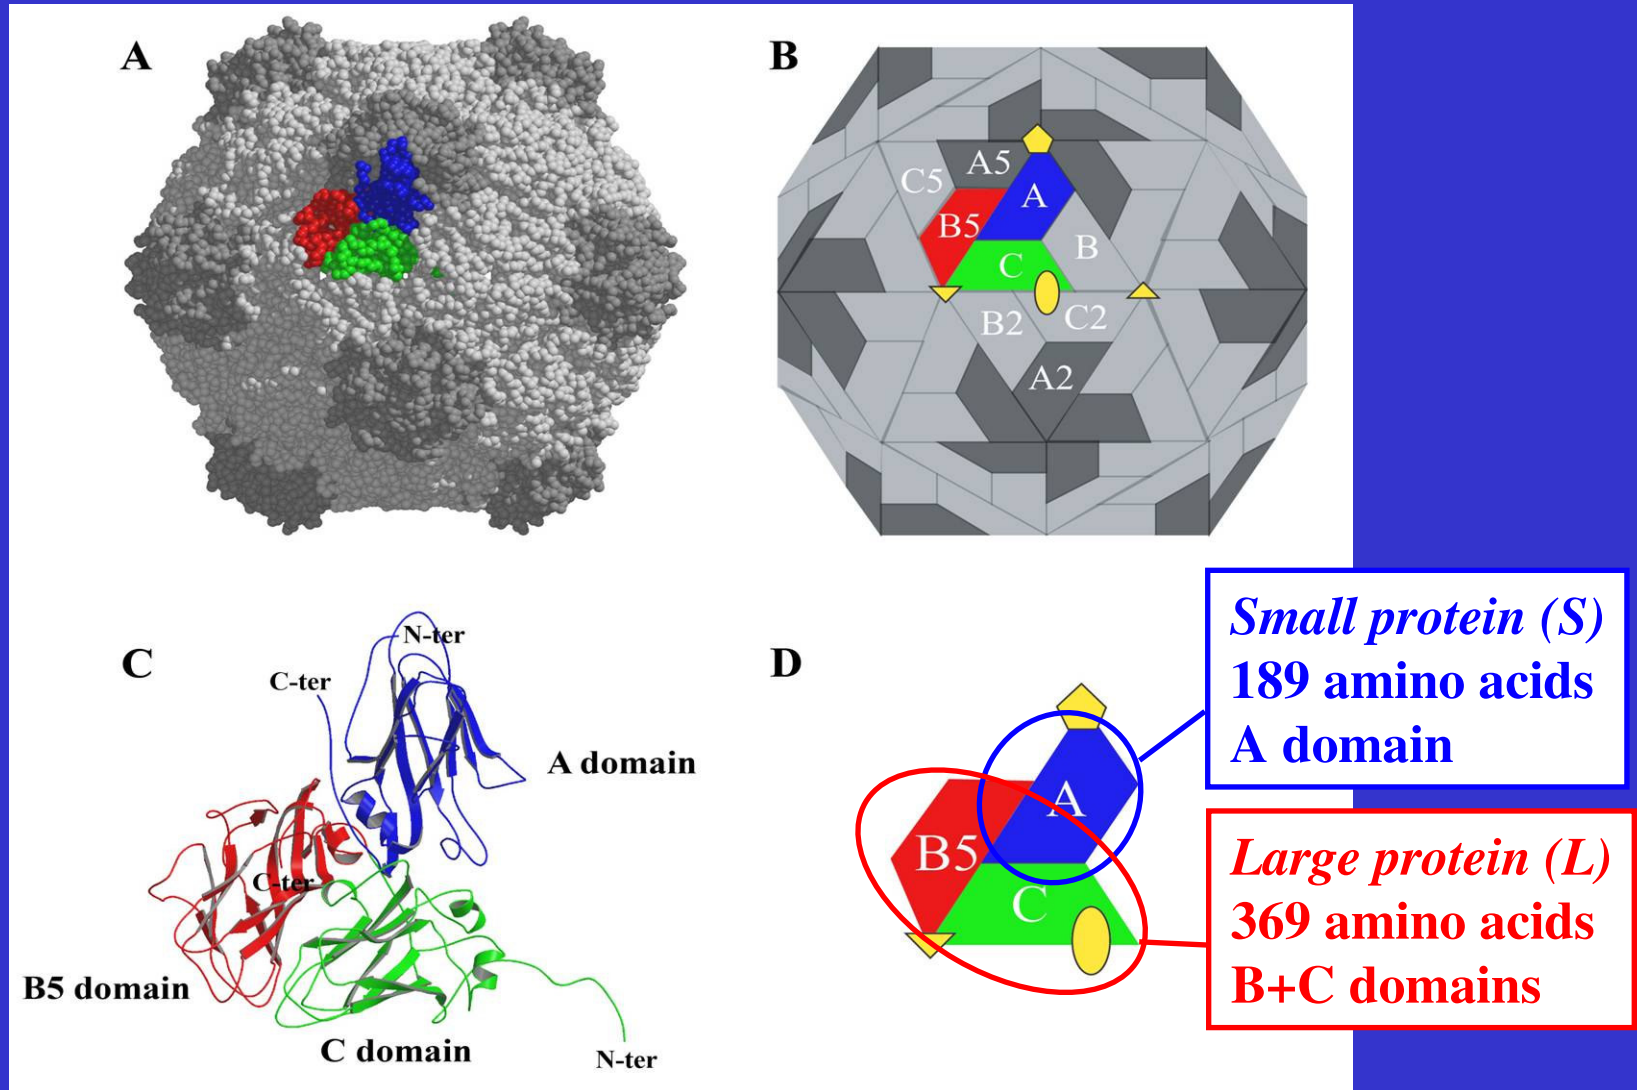 A
B
A5
C5
A
B5
B
C
B2
C2
A2
C
N-ter
C-ter
A domain
C-ter
B5 domain
C domain
N-ter
D
A
B5
C
Small protein (S)
189 amino acids
A domain
Large protein (L)
369 amino acids
B+C domains